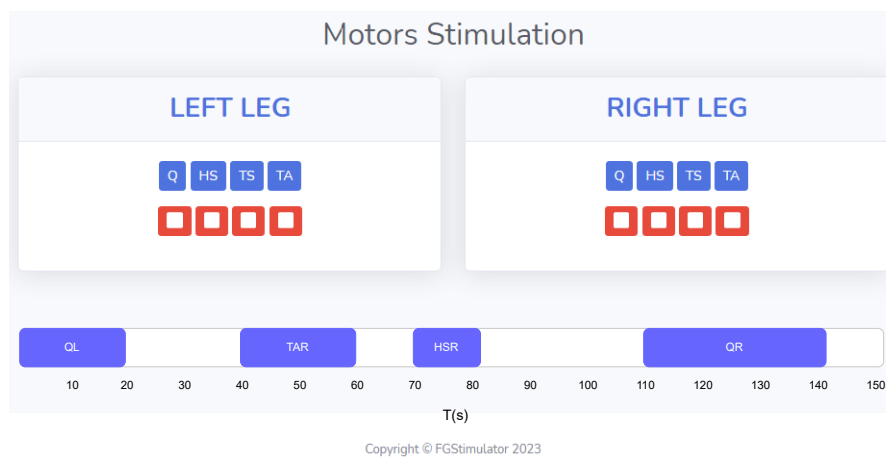 Motors Stimulation
LEFT LEG
Q HS TS TA
RIGHT LEG
Q HS TS TA
QL TAR HSR QR
10 20 30 40 50 60 70 80 90 100 110 120 130 140 150
T(s)
Copyright © FGStimulator 2023